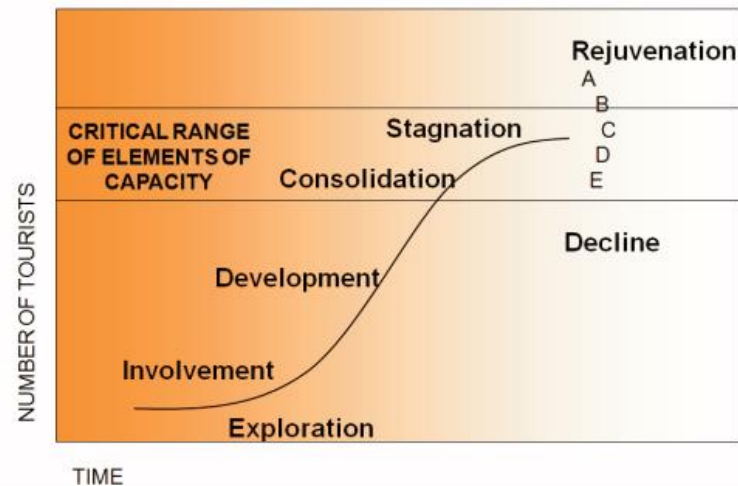 Rejuvenation
A
B
CRITICAL RANGE
OF ELEMENTS OF
CAPACITY
Stagnation
C
D
Consolidation
E
Decline
Development
Involvement
Exploration
NUMBER OF TOURISTS
TIME